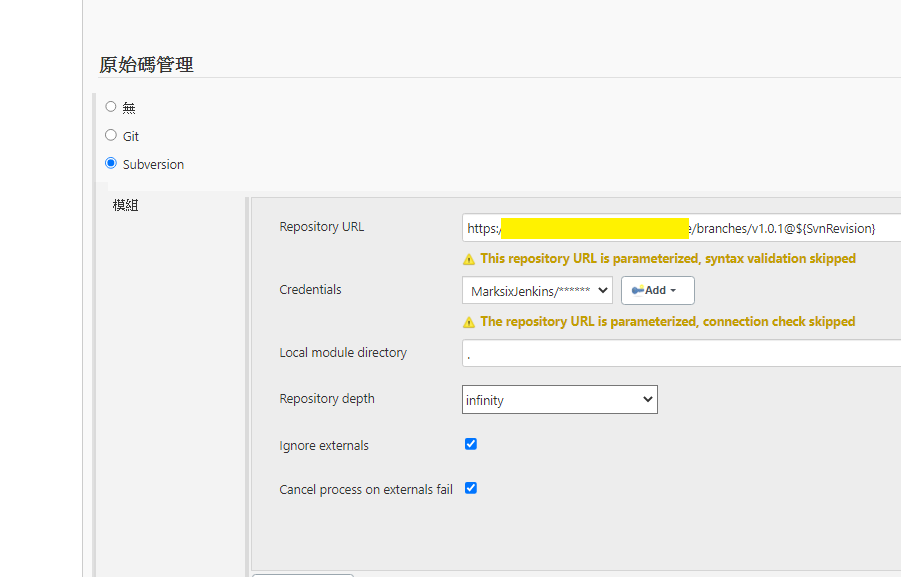 原始碼管理
無
Git
Subversion
模組
Repository URL
https:/ e/branches/v1.0.1@${SvnRevision}
This repository URL is parameterized, syntax validation skipped
Credentials
MarksixJenkins/******
Add
The repository URL is parameterized, connection check skipped
Local module directory
.
Repository depth
infinity
Ignore externals
Cancel process on externals fail